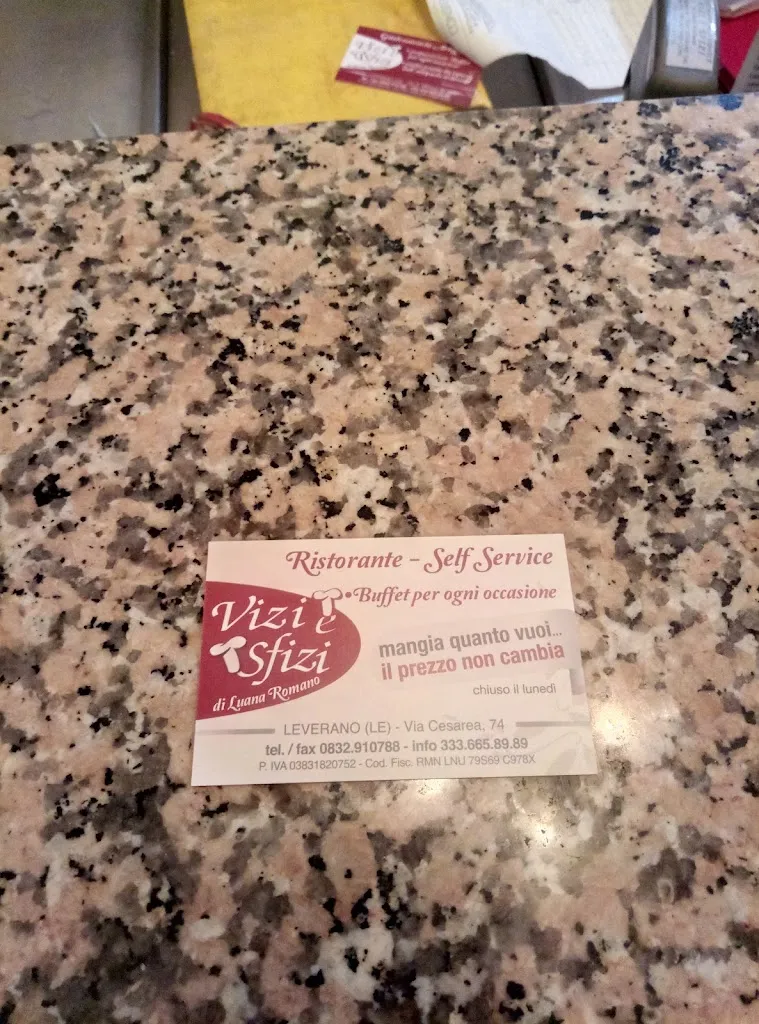 Ristorante - Self Service
•Buffet per ogni occasione
Vizi e
Sfizi
di Luana Romano
mangia quanto vuoi...
il prezzo non cambia
chiuso il lunedì
LEVERANO (LE) - Via Cesarea, 74
tel. / fax 0832.910788 - info 333.665.89.89
P. IVA 03831820752 - Cod. Fisc. RMN LNU 79S69 C978X